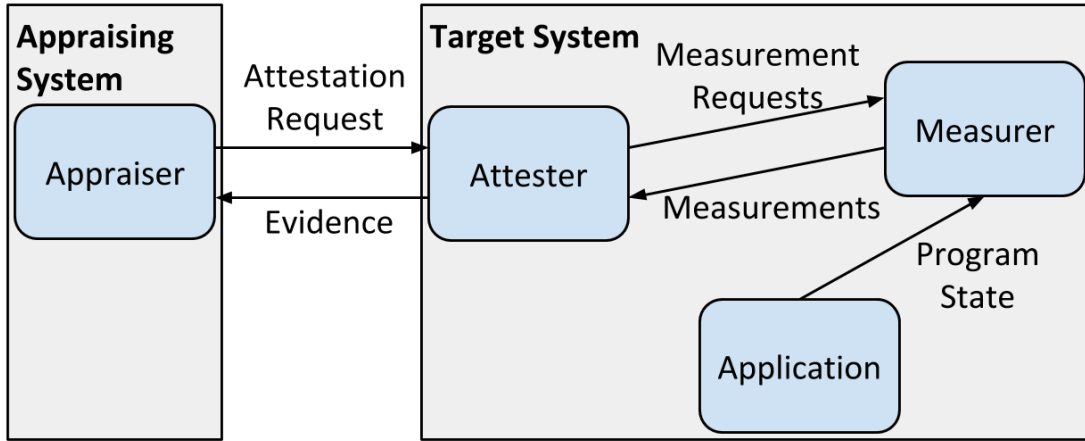 Appraising
System
Appraiser
Attestation
Request
Evidence
Target System
Attester
Measurement
Requests
Measurements
Measurer
Program
State
Application